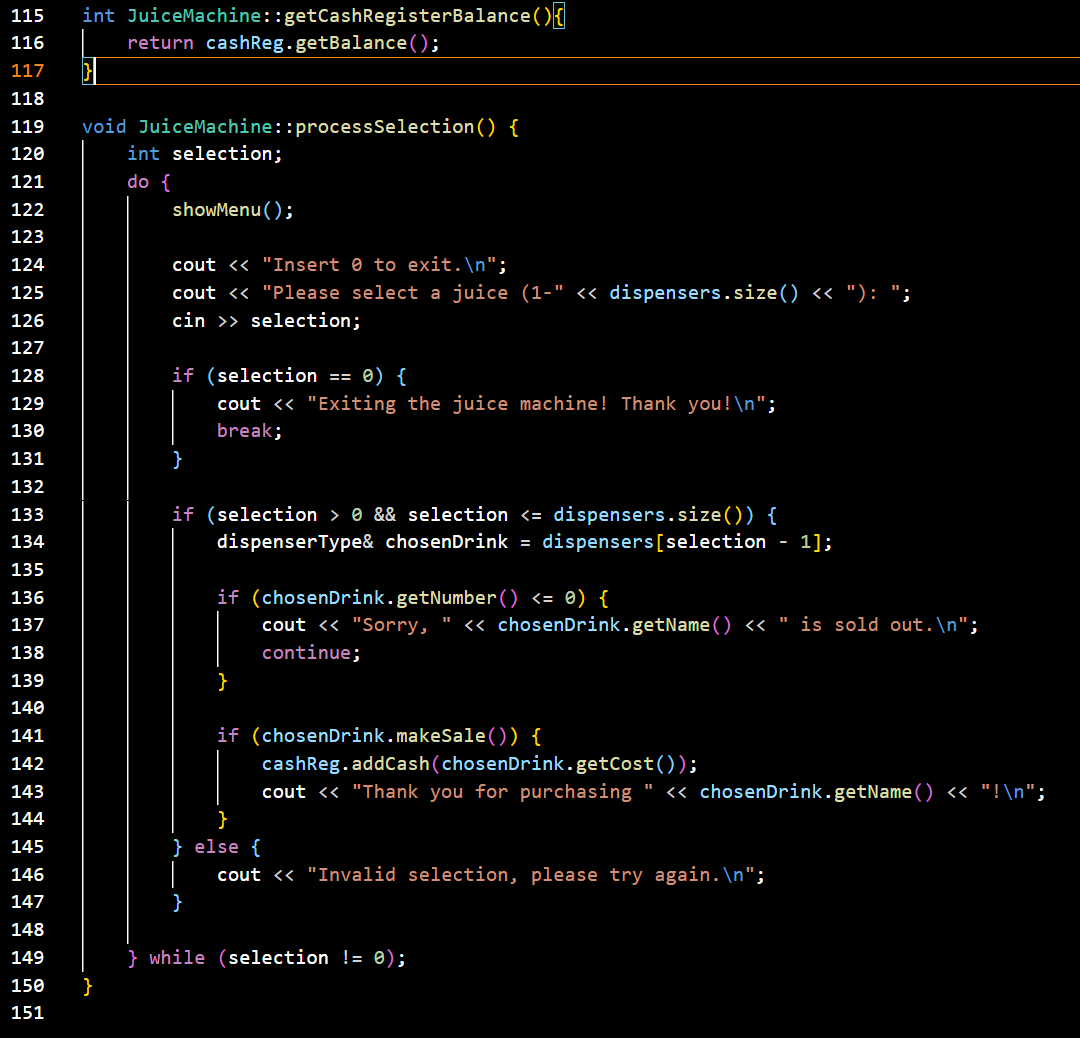 115 int JuiceMachine::getCashRegisterBalance(){
116     return cashReg.getBalance();
117 }
118
119 void JuiceMachine::processSelection() {
120     int selection;
121     do {
122         showMenu();
123
124         cout << "Insert 0 to exit.\n";
125         cout << "Please select a juice (1-" << dispensers.size() << "): ";
126         cin >> selection;
127
128         if (selection == 0) {
129             cout << "Exiting the juice machine! Thank you!\n";
130             break;
131         }
132
133         if (selection > 0 && selection <= dispensers.size()) {
134             dispenserType& chosenDrink = dispensers[selection - 1];
135
136             if (chosenDrink.getNumber() <= 0) {
137                 cout << "Sorry, " << chosenDrink.getName() << " is sold out.\n";
138                 continue;
139             }
140
141             if (chosenDrink.makeSale()) {
142                 cashReg.addCash(chosenDrink.getCost());
143                 cout << "Thank you for purchasing " << chosenDrink.getName() << "!\n";
144             }
145         } else {
146             cout << "Invalid selection, please try again.\n";
147         }
148
149     } while (selection != 0);
150 }
151